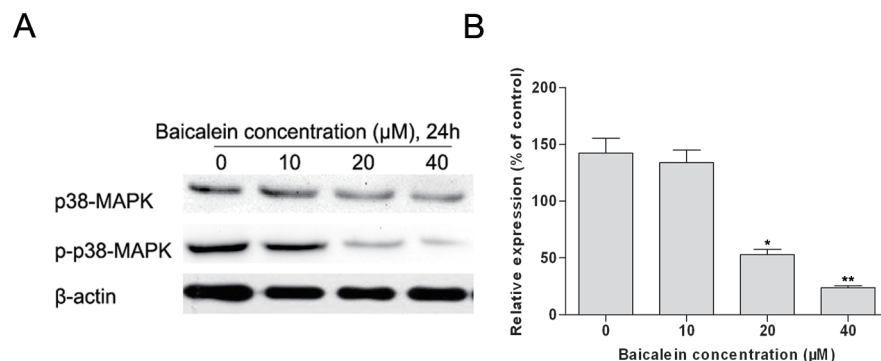 A
Baicalein concentration (µM), 24h
0 10 20 40
p38-MAPK
p-p38-MAPK
β-actin
B
Relative expression (% of control)
200
150
100
50
0
*
**
0 10 20 40
Baicalein concentration (µM)